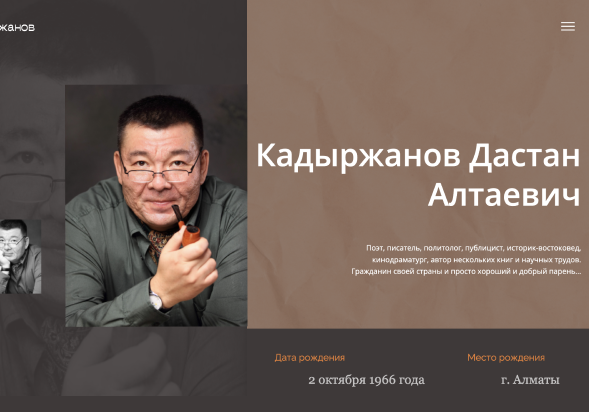 жанов
Кадыржанов Дастан
Алтаевич
Поэт, писатель, политолог, публицист, историк-востоковед,
кинодраматург, автор нескольких книг и научных трудов.
Гражданин своей страны и просто хороший и добрый парень...
Дата рождения
Место рождения
2 октября 1966 года
г. Алматы